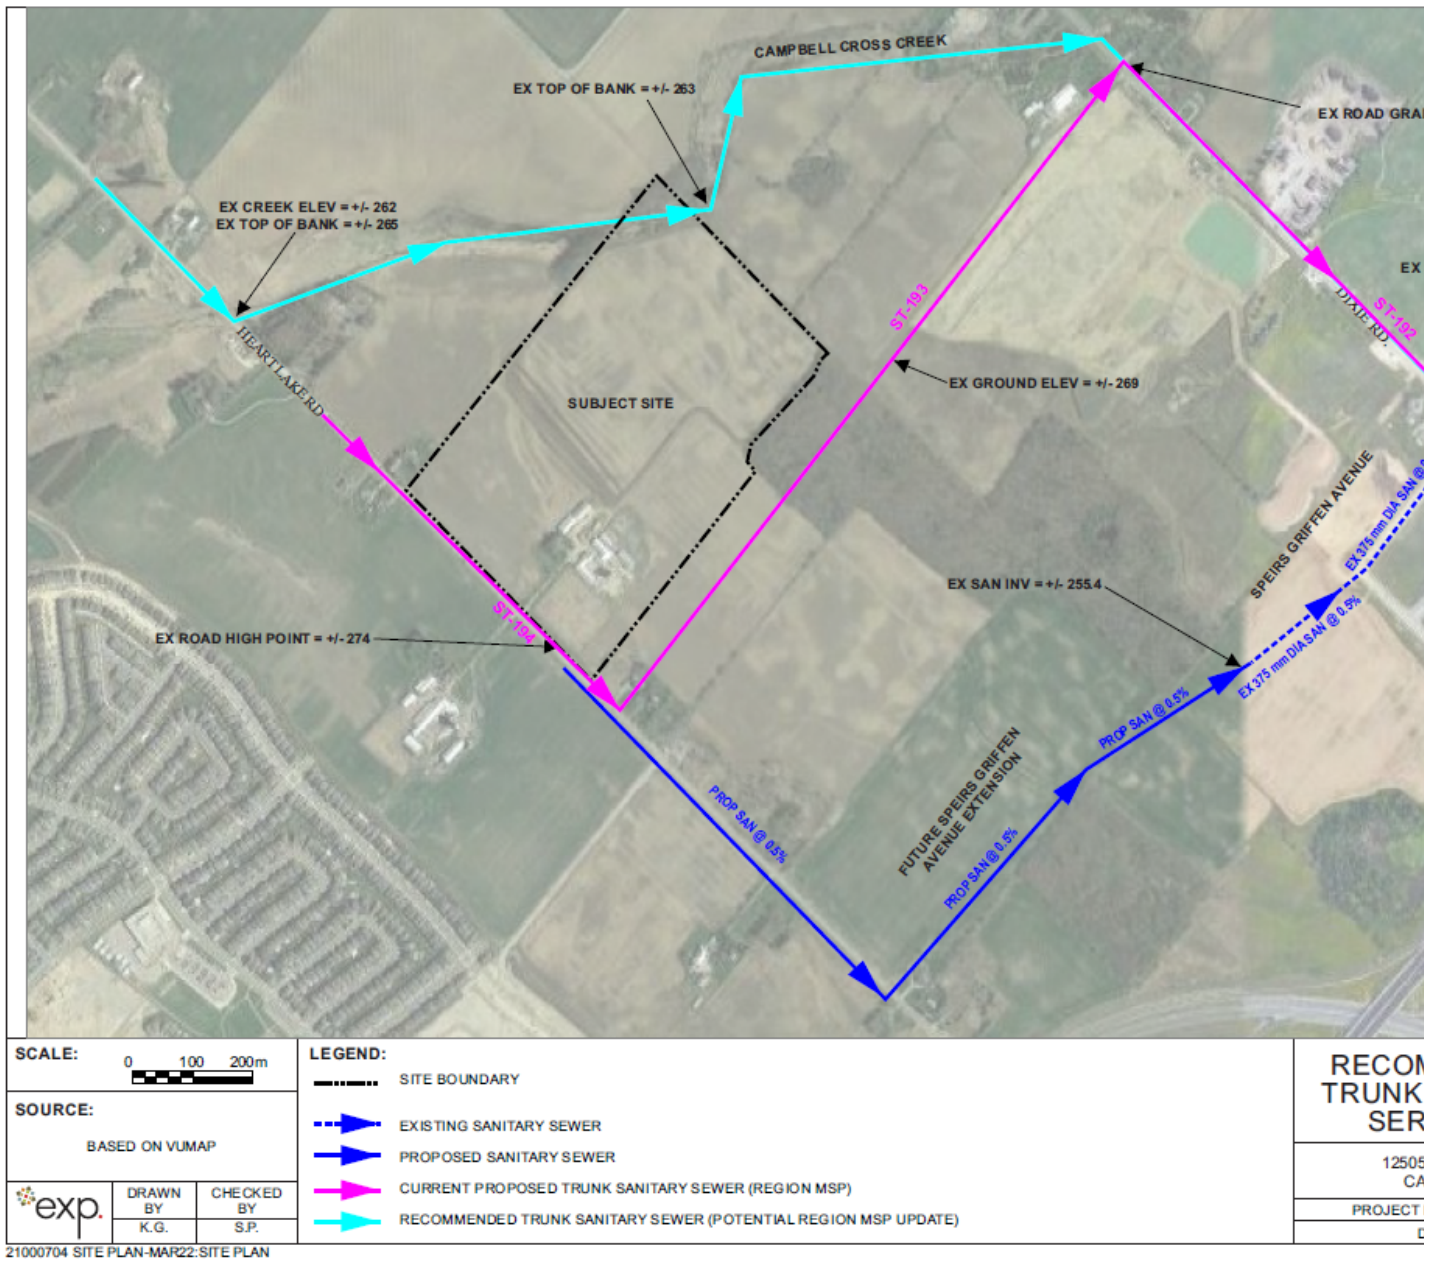 CAMPBELL CROSS CREEK
EX TOP OF BANK = +/- 263
EX ROAD GRA
EX CREEK ELEV = +/- 262
EX TOP OF BANK = +/- 265
EX
ST-193
DIXIE RD.
ST-192
HEARTLAKE RD
EX GROUND ELEV = +/- 269
SUBJECT SITE
SPEIRS GRIFFEN AVENUE
EX 375 mm DIA SAN @ 0
EX SAN INV = +/- 255.4
EX 375 mm DIA SAN @ 0.5%
ST-194
EX ROAD HIGH POINT = +/- 274
PROP SAN @ 0.5%
FUTURE SPEIRS GRIFFEN
AVENUE EXTENSION
PROP SAN @ 0.5%
PROP SAN @ 0.5%
SCALE:
0 100 200m
SOURCE:
BASED ON VUMAP
exp.
DRAWN
BY
K.G.
CHECKED
BY
S.P.
LEGEND:
SITE BOUNDARY
EXISTING SANITARY SEWER
PROPOSED SANITARY SEWER
CURRENT PROPOSED TRUNK SANITARY SEWER (REGION MSP)
RECOMMENDED TRUNK SANITARY SEWER (POTENTIAL REGION MSP UPDATE)
RECOM
TRUNK
SER
12505
CA
PROJECT
21000704 SITE PLAN-MAR22:SITE PLAN